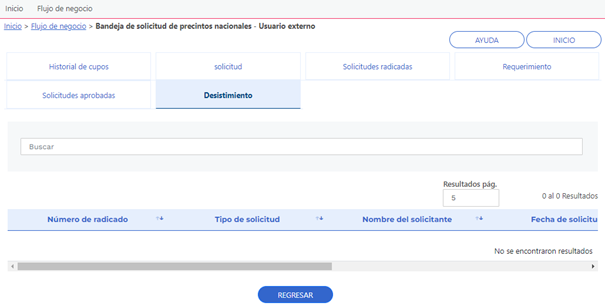 Inicio Flujo de negocio
Inicio > Flujo de negocio > Bandeja de solicitud de precintos nacionales - Usuario externo
AYUDA INICIO
Historial de cupos solicitud Solicitudes radicadas Requerimiento
Solicitudes aprobadas Desistimiento
Buscar
Resultados pág.
5 0 al 0 Resultados
Número de radicado Tipo de solicitud Nombre del solicitante Fecha de solicitu
No se encontraron resultados
REGRESAR